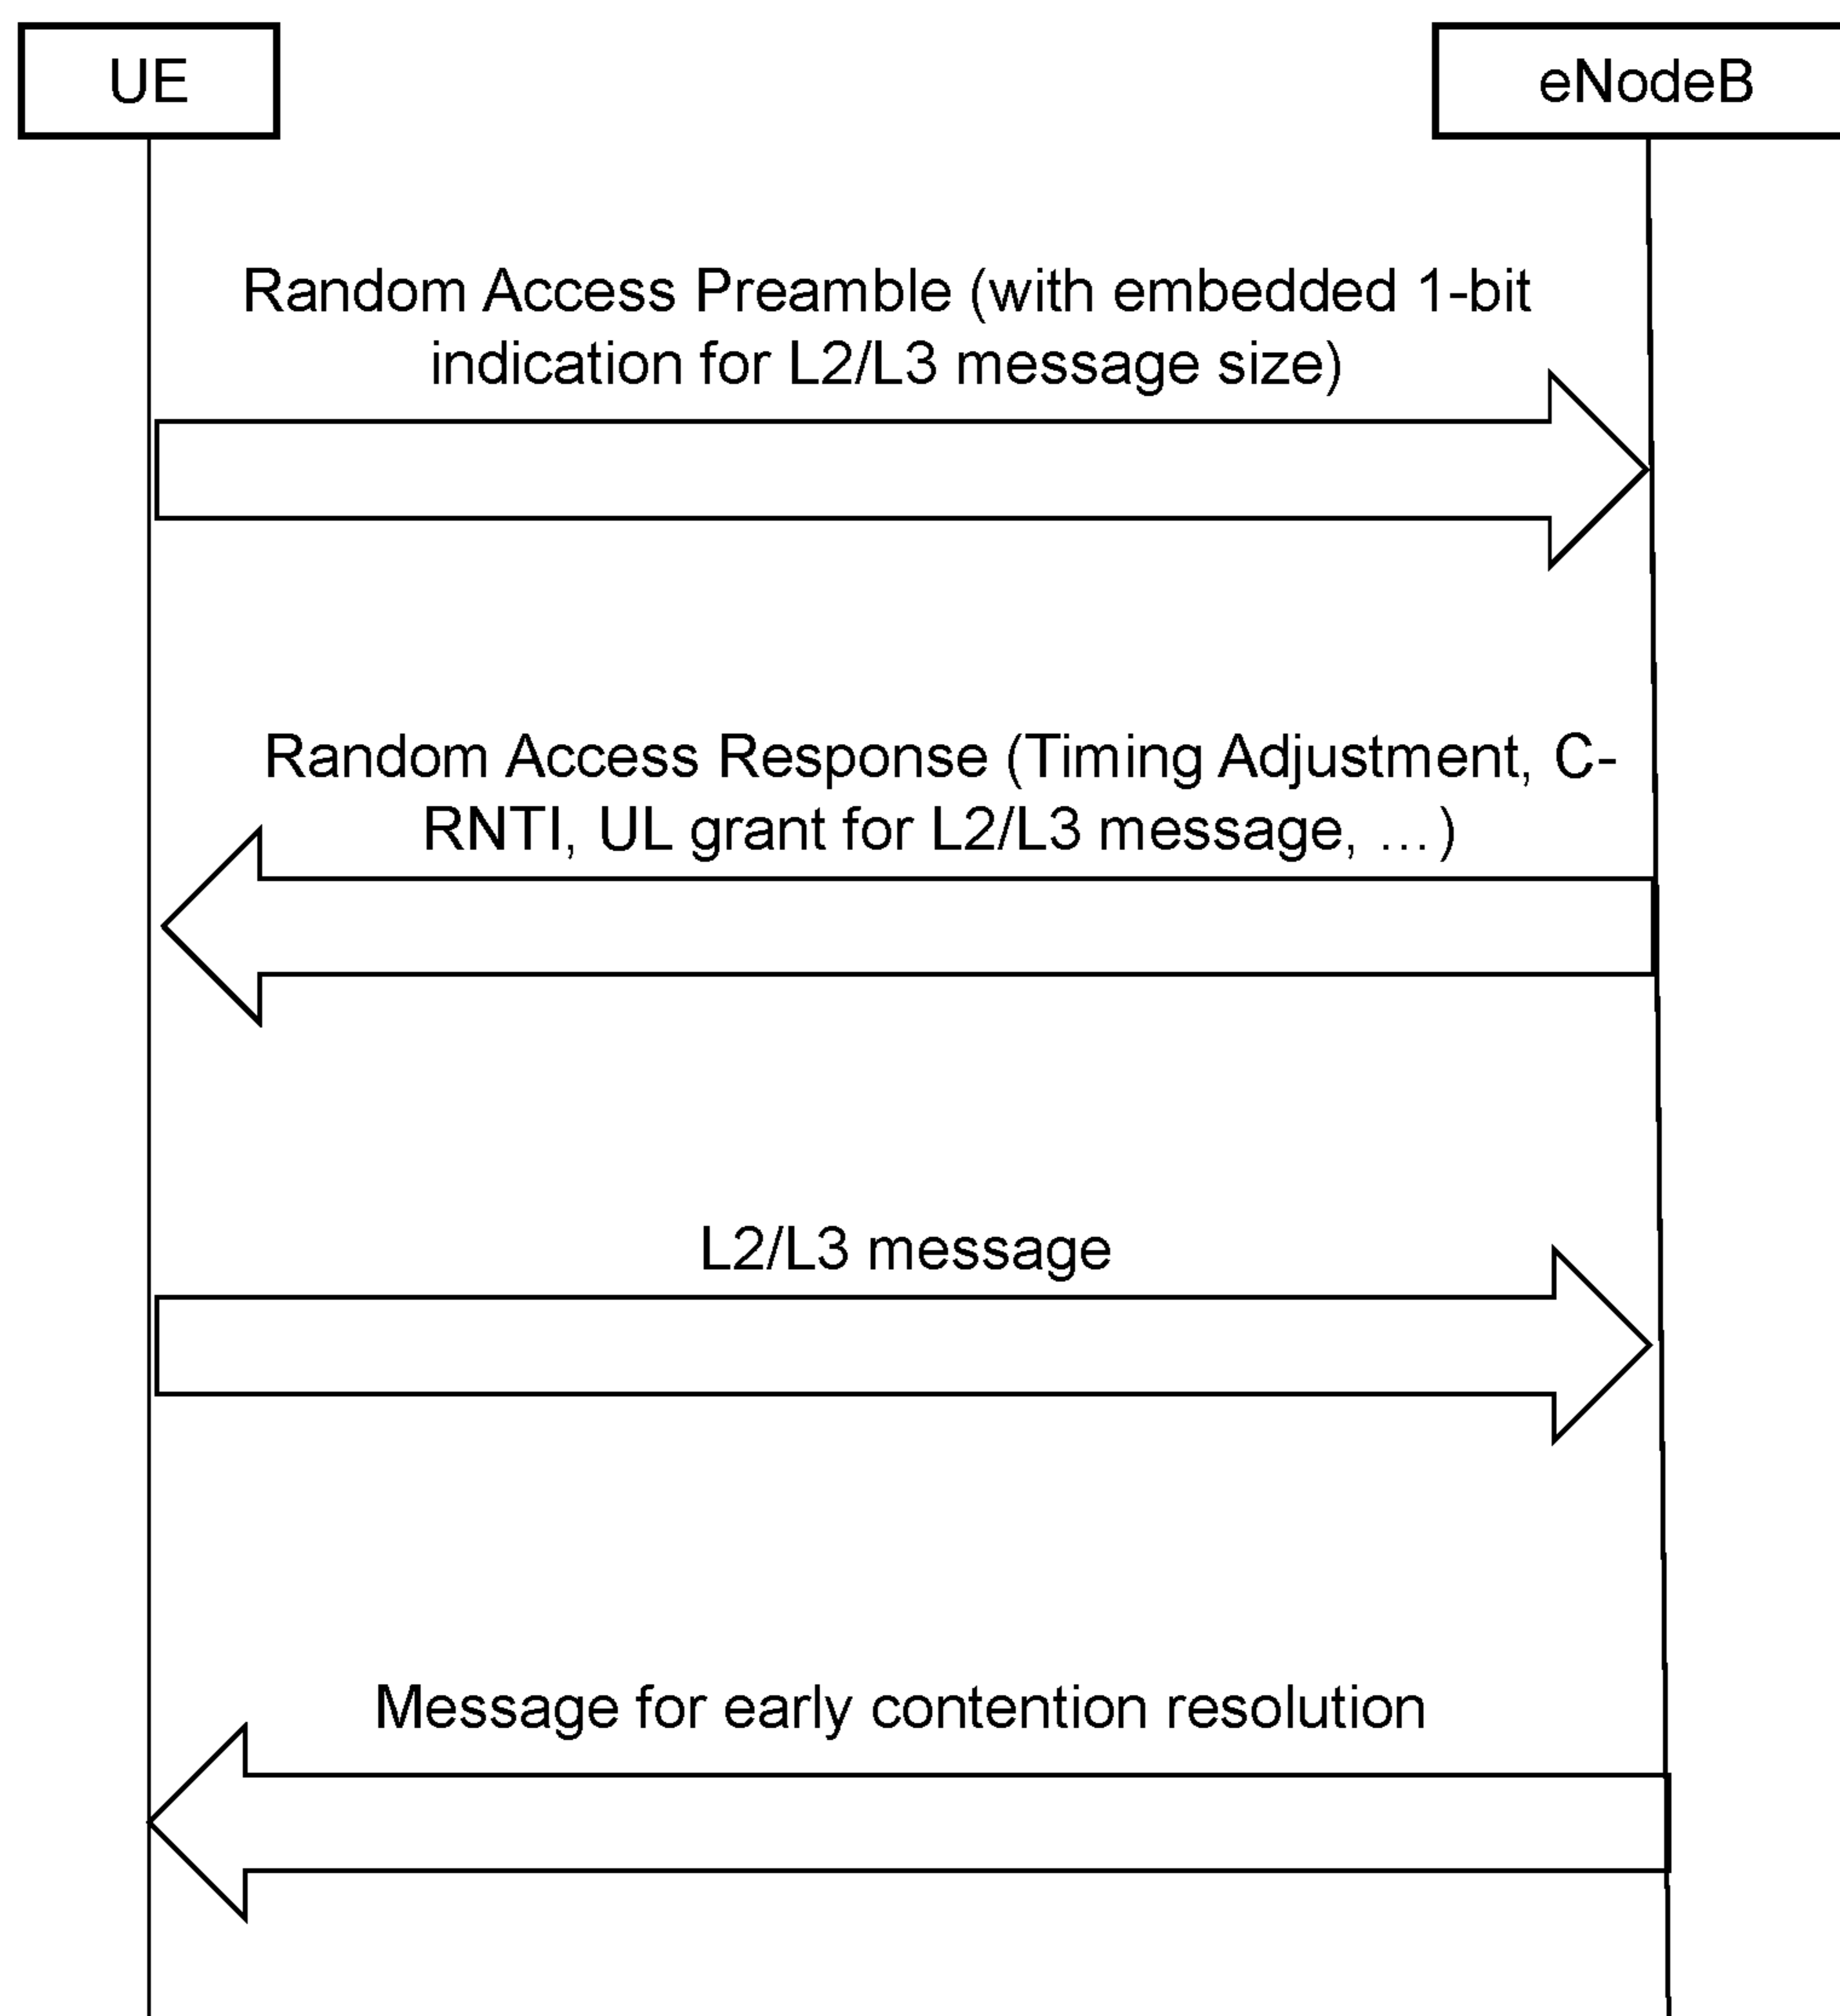 UE
eNodeB
Random Access Preamble (with embedded 1-bit
indication for L2/L3 message size)
Random Access Response (Timing Adjustment, C-
RNTI, UL grant for L2/L3 message, ...)
L2/L3 message
Message for early contention resolution